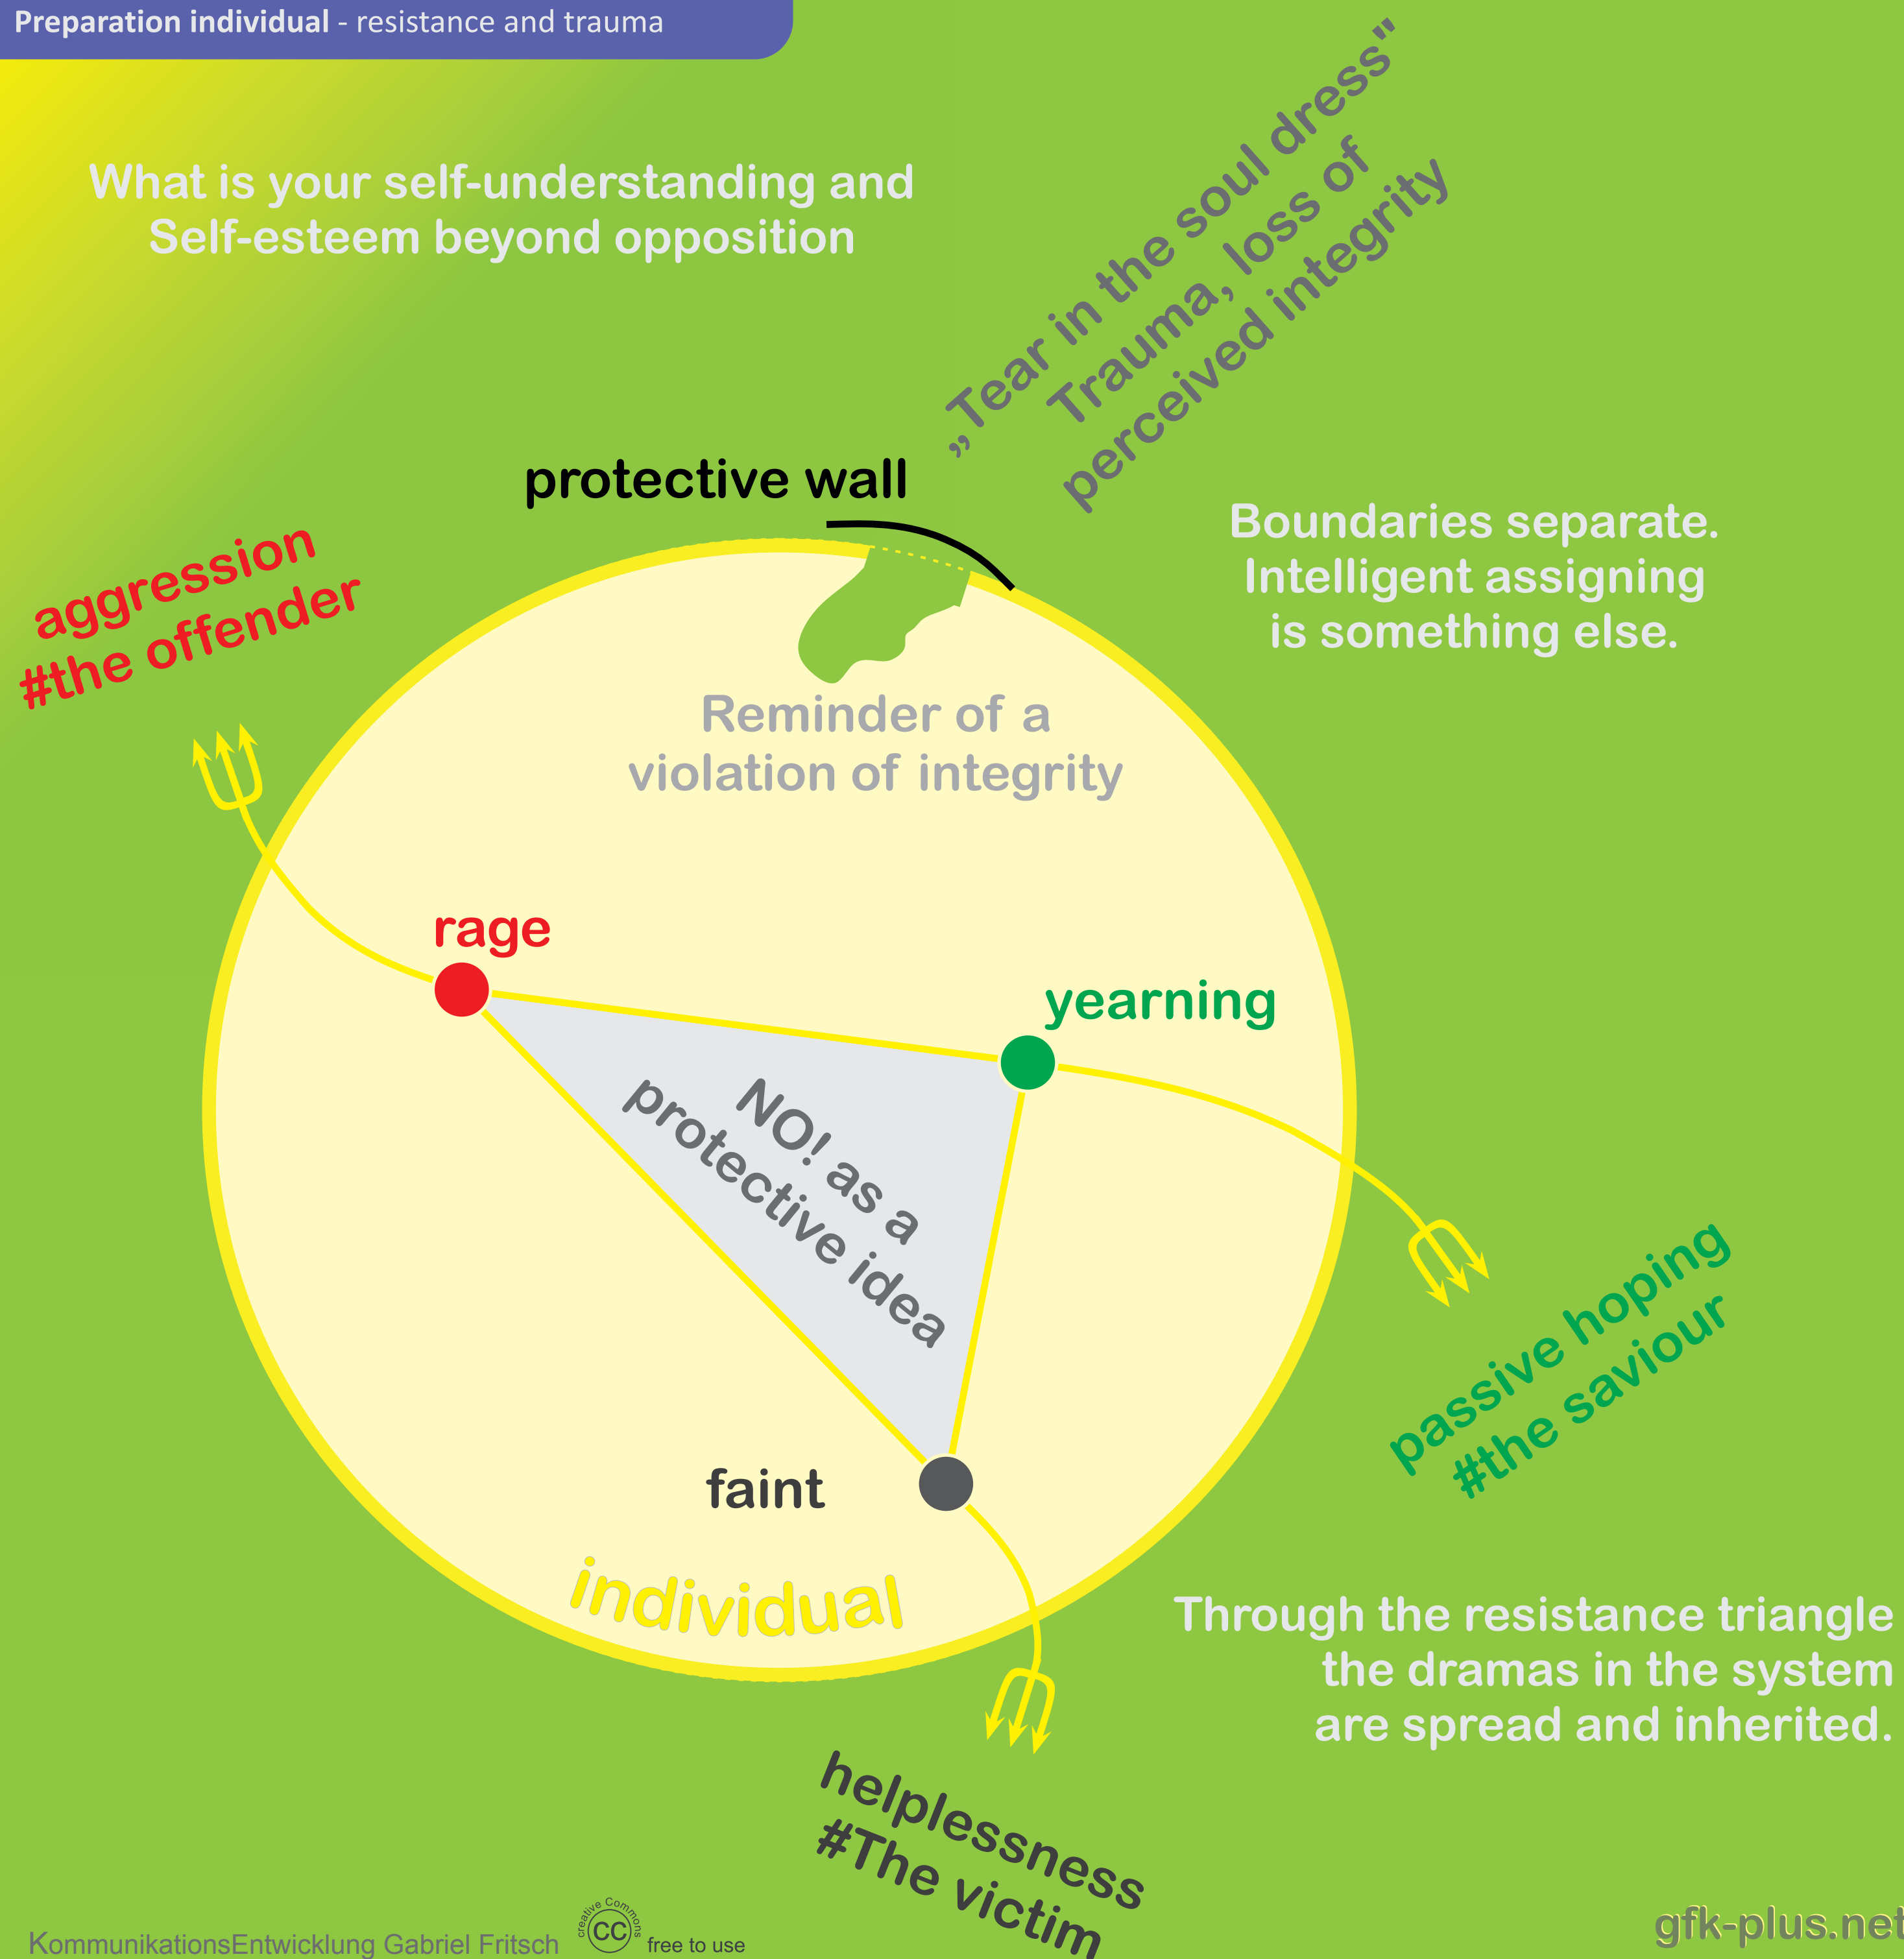 Preparation individual - resistance and trauma
What is your self-understanding and
Self-esteem beyond opposition
„Tear in the soul dress"
Trauma, loss of
perceived integrity
protective wall
Boundaries separate.
Intelligent assigning
is something else.
aggression
#the offender
Reminder of a
violation of integrity
rage
yearning
NO! as a
protective idea
passive hoping
#the saviour
faint
individual
Through the resistance triangle
the dramas in the system
are spread and inherited.
helplessness
#The victim
KommunikationsEntwicklung Gabriel Fritsch
creative Commons
CC
free to use
gfk-plus.net